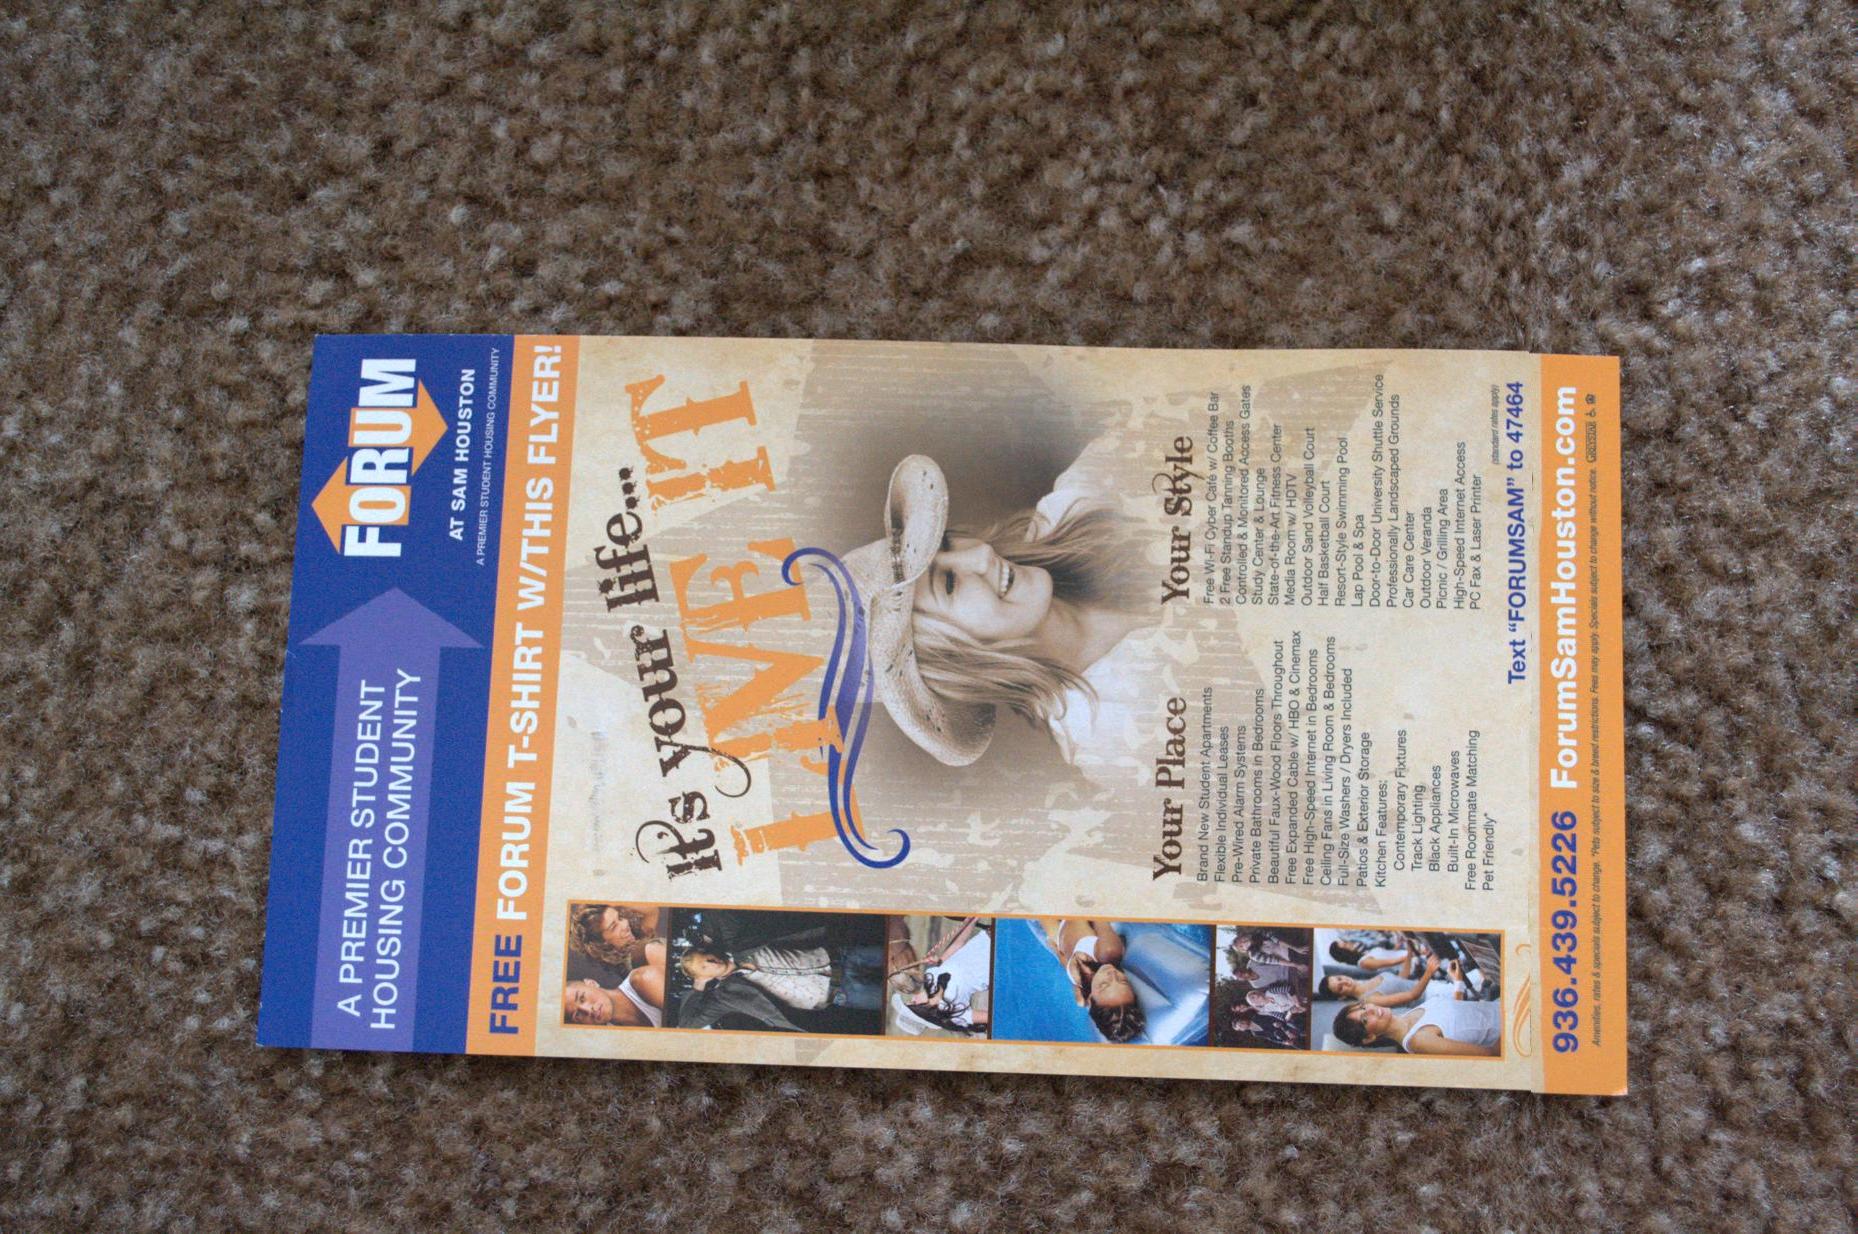 A PREMIER STUDENT
HOUSING COMMUNITY
FORUM
AT SAM HOUSTON
A PREMIER STUDENT HOUSING COMMUNITY
FREE FORUM T-SHIRT W/THIS FLYER!
it's your life...
LIVE IT
Your Place
Brand New Student Apartments
Flexible Individual Leases
Pre-Wired Alarm Systems
Private Bathrooms in Bedrooms
Beautiful Faux-Wood Floors Throughout
Free Expanded Cable w/ HBO & Cinemax
Free High-Speed Internet in Bedrooms
Ceiling Fans in Living Room & Bedrooms
Full-Size Washers / Dryers Included
Patios & Exterior Storage
Kitchen Features:
Contemporary Fixtures
Track Lighting
Black Appliances
Built-In Microwaves
Free Roommate Matching
Pet Friendly*
Your Style
Free Wi-Fi Cyber Café w/ Coffee Bar
2 Free Standup Tanning Booths
Controlled & Monitored Access Gates
Study Center & Lounge
State-of-the-Art Fitness Center
Media Room w/ HDTV
Outdoor Sand Volleyball Court
Half Basketball Court
Resort-Style Swimming Pool
Lap Pool & Spa
Door-to-Door University Shuttle Service
Professionally Landscaped Grounds
Car Care Center
Outdoor Veranda
Picnic / Grilling Area
High-Speed Internet Access
PC Fax & Laser Printer
(standard rates apply)
Text "FORUMSAM" to 47464
936.439.5226 ForumSamHouston.com
Amenities, rates & specials subject to change. *Pets subject to size & breed restrictions. Fees may apply. Specials subject to change without notice. GREYSTAR